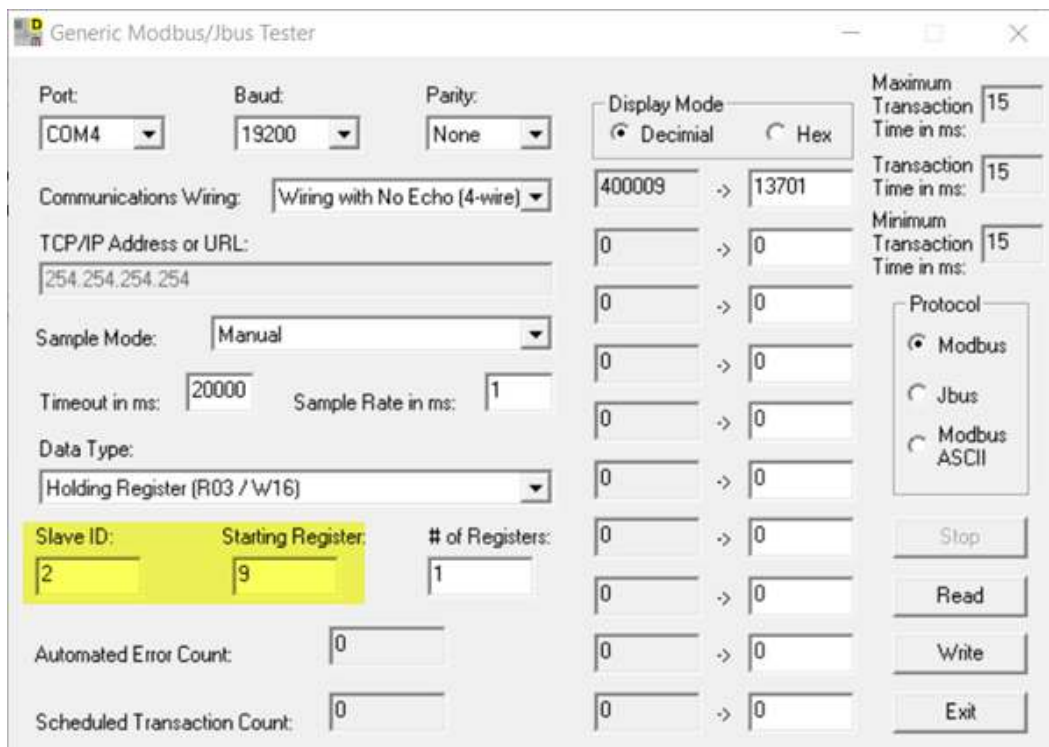 Generic Modbus/Jbus Tester
Port:
Baud:
Parity:
COM4
19200
None
Communications Wiring:
Wiring with No Echo (4-wire)
TCP/IP Address or URL:
254.254.254.254
Sample Mode:
Manual
Timeout in ms:
20000
Sample Rate in ms:
1
Data Type:
Holding Register (R03 / W16)
Slave ID:
Starting Register:
# of Registers:
2
9
1
Automated Error Count:
0
Scheduled Transaction Count:
0
Display Mode
Decimial
Hex
400009 -> 13701
0 -> 0
0 -> 0
0 -> 0
0 -> 0
0 -> 0
0 -> 0
0 -> 0
0 -> 0
0 -> 0
Maximum
Transaction
Time in ms:
15
Transaction
Time in ms:
15
Minimum
Transaction
Time in ms:
15
Protocol
Modbus
Jbus
Modbus
ASCII
Stop
Read
Write
Exit